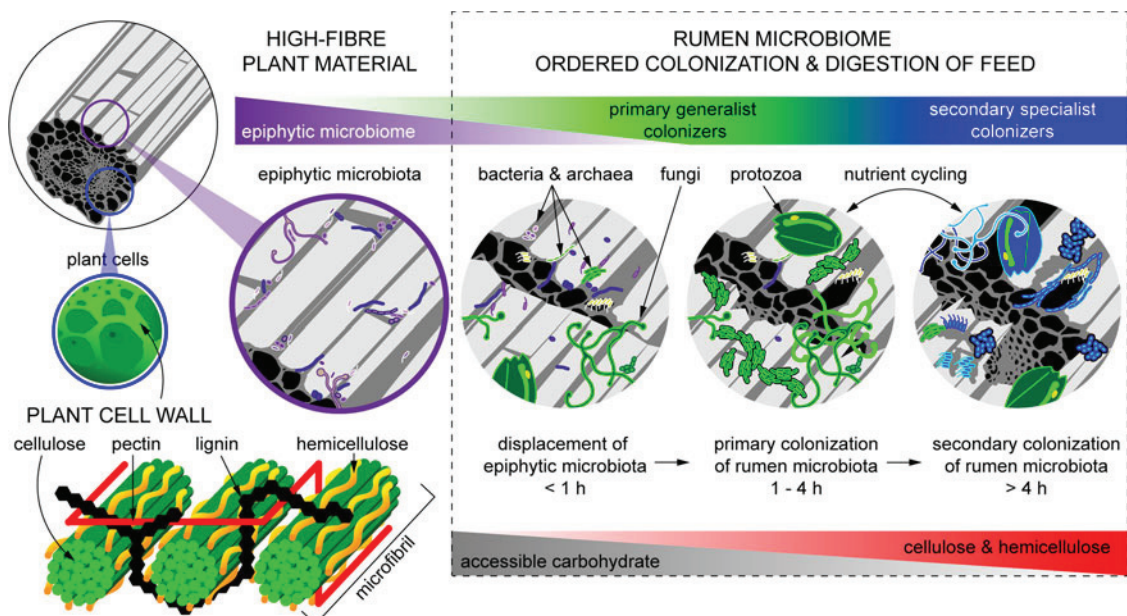 HIGH-FIBRE
PLANT MATERIAL
RUMEN MICROBIOME
ORDERED COLONIZATION & DIGESTION OF FEED
epiphytic microbiome
primary generalist
colonizers
secondary specialist
colonizers
epiphytic microbiota
bacteria & archaea
fungi
protozoa
nutrient cycling
plant cells
PLANT CELL WALL
cellulose
pectin
lignin
hemicellulose
microfibril
displacement of
epiphytic microbiota
< 1 h
primary colonization
of rumen microbiota
1 - 4 h
secondary colonization
of rumen microbiota
> 4 h
accessible carbohydrate
cellulose & hemicellulose